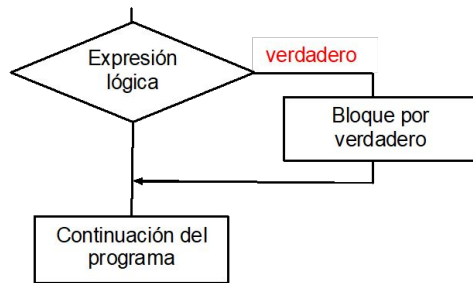 Expresión
lógica
verdadero
Bloque por
verdadero
Continuación del
programa